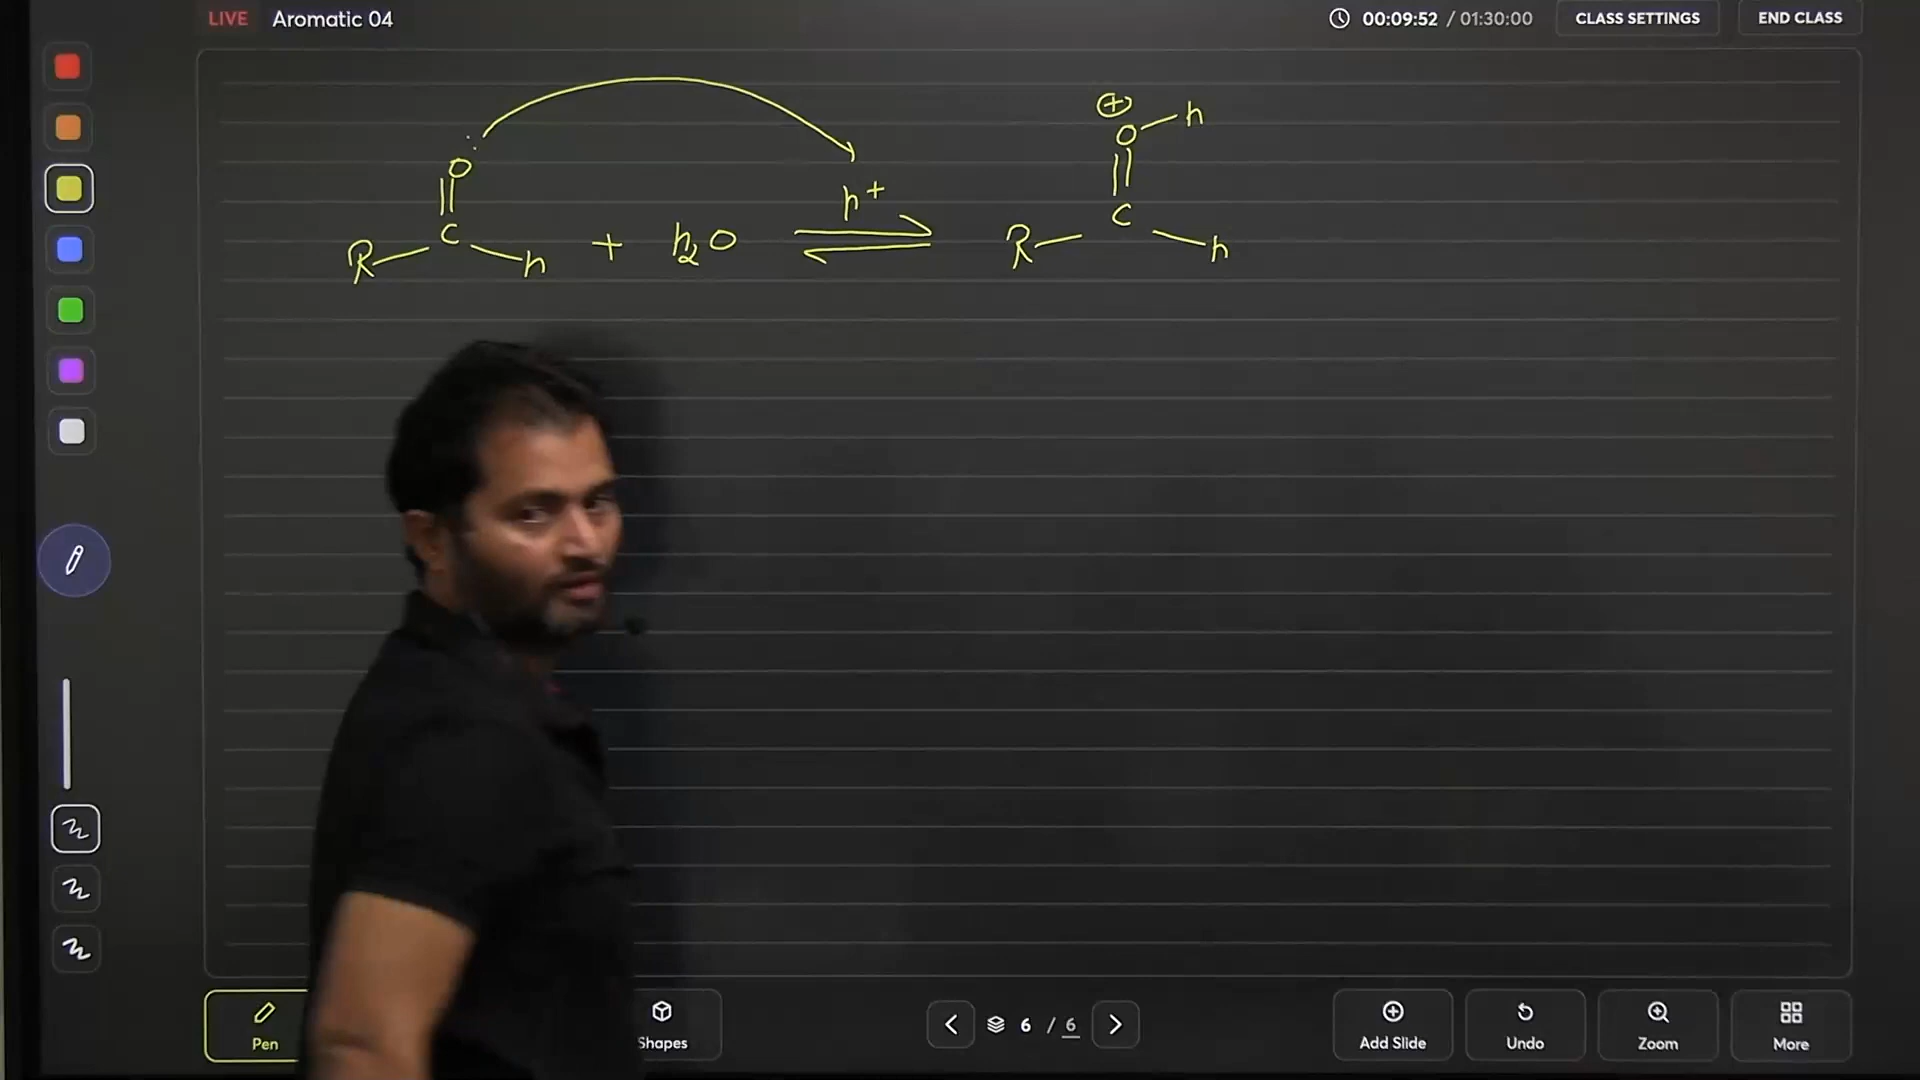 LIVE Aromatic 04 00:09:52 / 01:30:00 CLASS SETTINGS END CLASS
⊕
O–h
O
h+
R–C–h + h2O ⇌ R–C–h
Pen Shapes 6 / 6 Add Slide Undo Zoom More